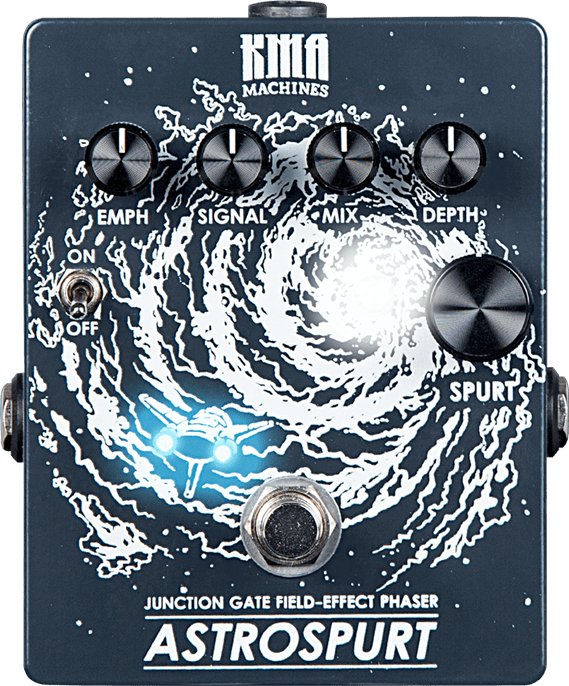 KMA
MACHINES
EMPH SIGNAL MIX DEPTH
ON
OFF
SPURT
JUNCTION GATE FIELD-EFFECT PHASER
ASTROSPURT